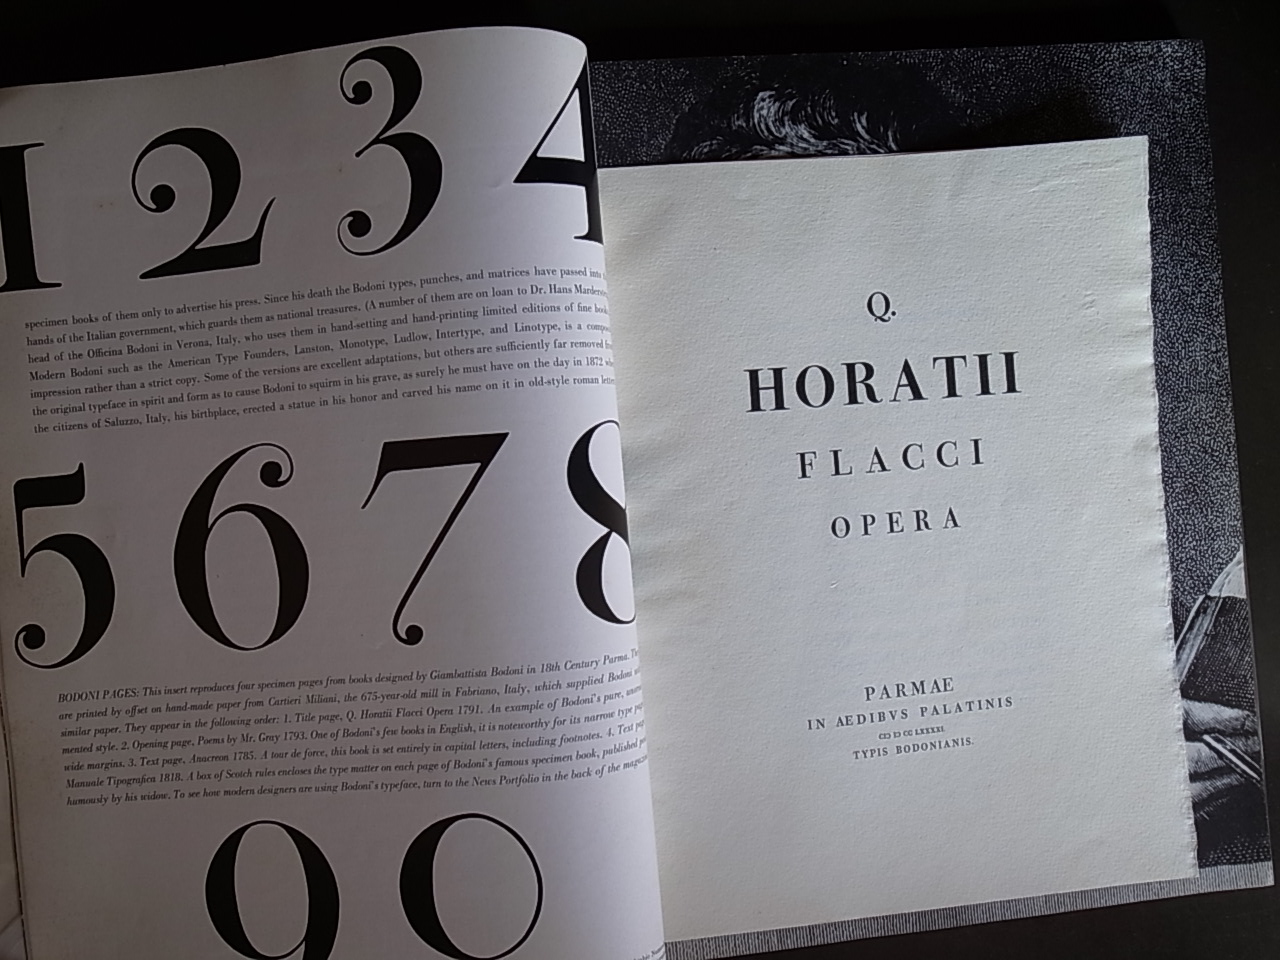 1 2 3 4
specimen books of them only to advertise his press. Since his death the Bodoni types, punches, and matrices have passed into
hands of the Italian government, which guards them as national treasures. (A number of them are on loan to Dr. Hans
head of the Officina Bodoni in Verona, Italy, who uses them in hand-setting and hand-printing limited editions of fine
Modern Bodoni such as the American Type Founders, Lanston, Monotype, Ludlow, Intertype, and Linotype, is a
impression rather than a strict copy. Some of the versions are excellent adaptations, but others are sufficiently far removed
the original typeface in spirit and form as to cause Bodoni to squirm in his grave, as surely he must have on the day in 1872
the citizens of Saluzzo, Italy, his birthplace, erected a statue in his honor and carved his name on it in old-style roman
5 6 7 8
BODONI PAGES: This insert reproduces four specimen pages from books designed by Giambattista Bodoni in 18th Century Parma.
are printed by offset on hand-made paper from Cartieri Miliani, the 675-year-old mill in Fabriano, Italy, which supplied Bodoni
similar paper. They appear in the following order: 1. Title page, Q. Horatii Flacci Opera 1791. An example of Bodoni's pure,
mented style. 2. Opening page, Poems by Mr. Gray 1793. One of Bodoni's few books in English, it is noteworthy for its narrow type
wide margins. 3. Text page, Anacreon 1785. A tour de force, this book is set entirely in capital letters, including footnotes. 4. Text
Manuale Tipografico 1818. A box of Scotch rules encloses the type matter on each page of Bodoni's famous specimen book, published
humously by his widow. To see how modern designers are using Bodoni's typeface, turn to the News Portfolio in the back of the
9 0
Q.
HORATII
FLACCI
OPERA
PARMAE
IN AEDIBVS PALATINIS
TYPIS BODONIANIS.